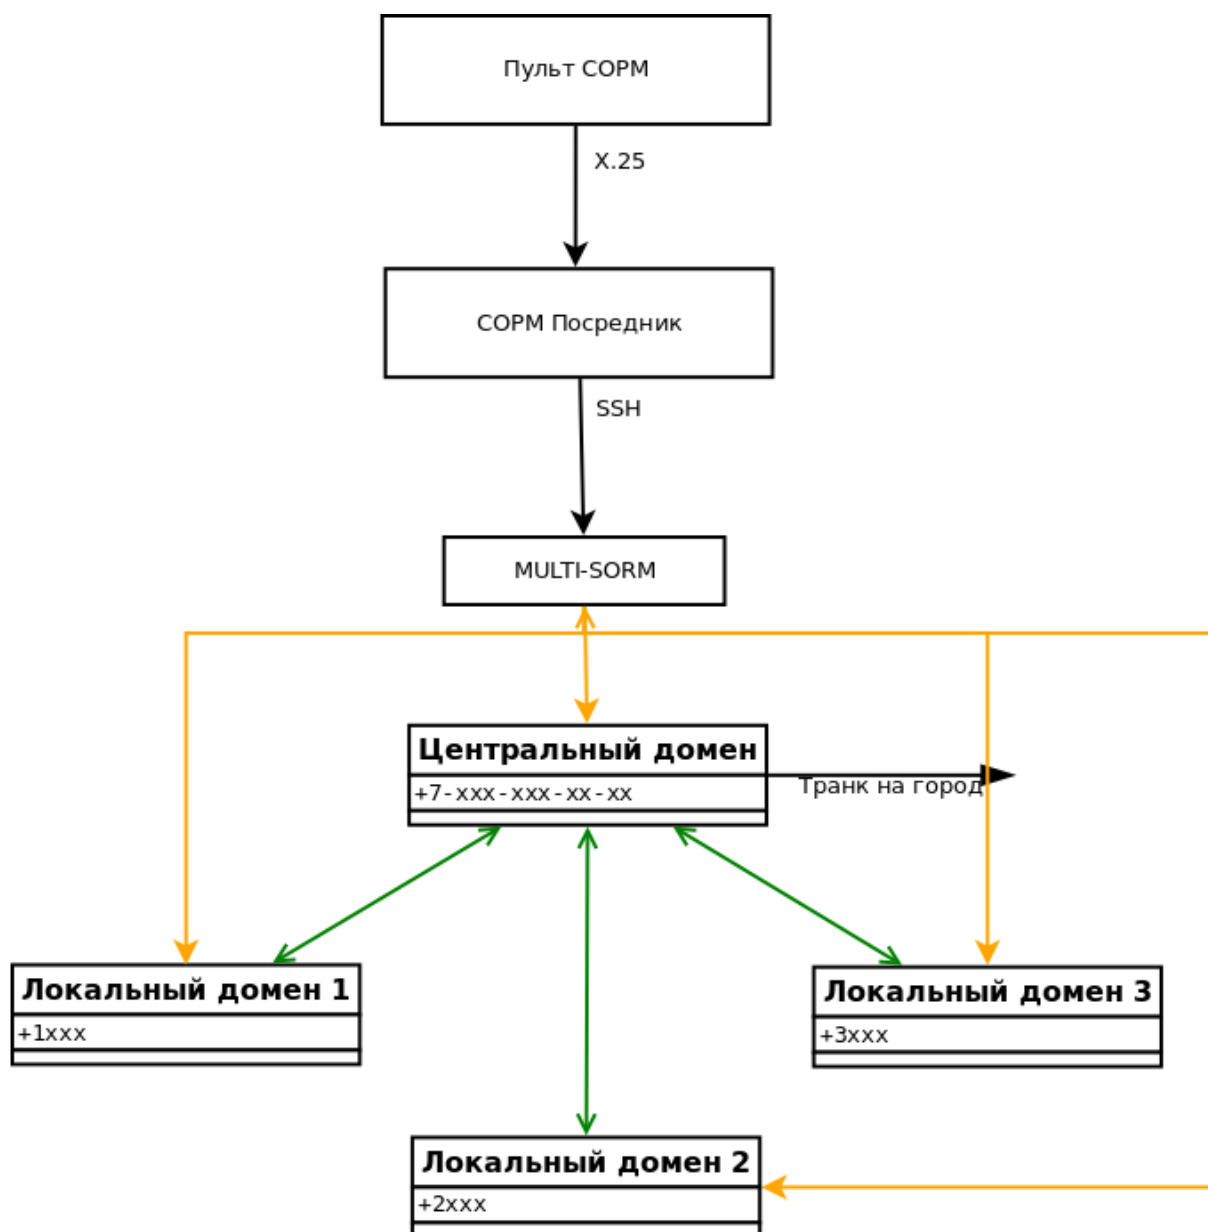 Пульт СОРМ
X.25
СОРМ Посредник
SSH
MULTI-SORM
Центральный домен
+7-xxx-xxx-xx-xx
Транк на город
Локальный домен 1
+1xxx
Локальный домен 3
+3xxx
Локальный домен 2
+2xxx